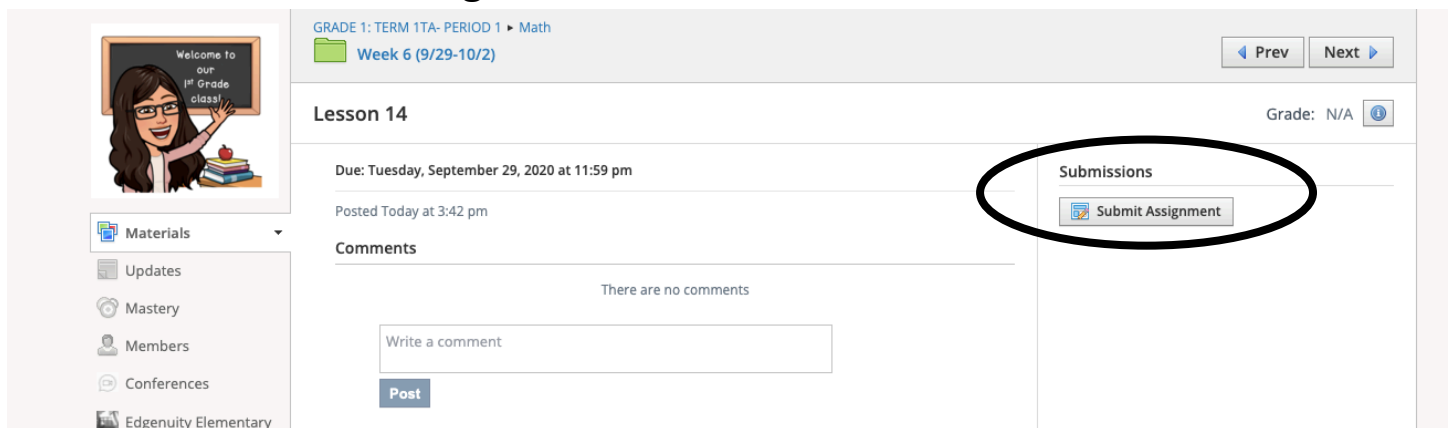 GRADE 1: TERM 1TA- PERIOD 1 ▸ Math
Week 6 (9/29-10/2)
Prev
Next
Welcome to
our
1st Grade
class!
Lesson 14
Grade: N/A
Due: Tuesday, September 29, 2020 at 11:59 pm
Posted Today at 3:42 pm
Comments
There are no comments
Write a comment
Post
Submissions
Submit Assignment
Materials
Updates
Mastery
Members
Conferences
Edgenuity Elementary